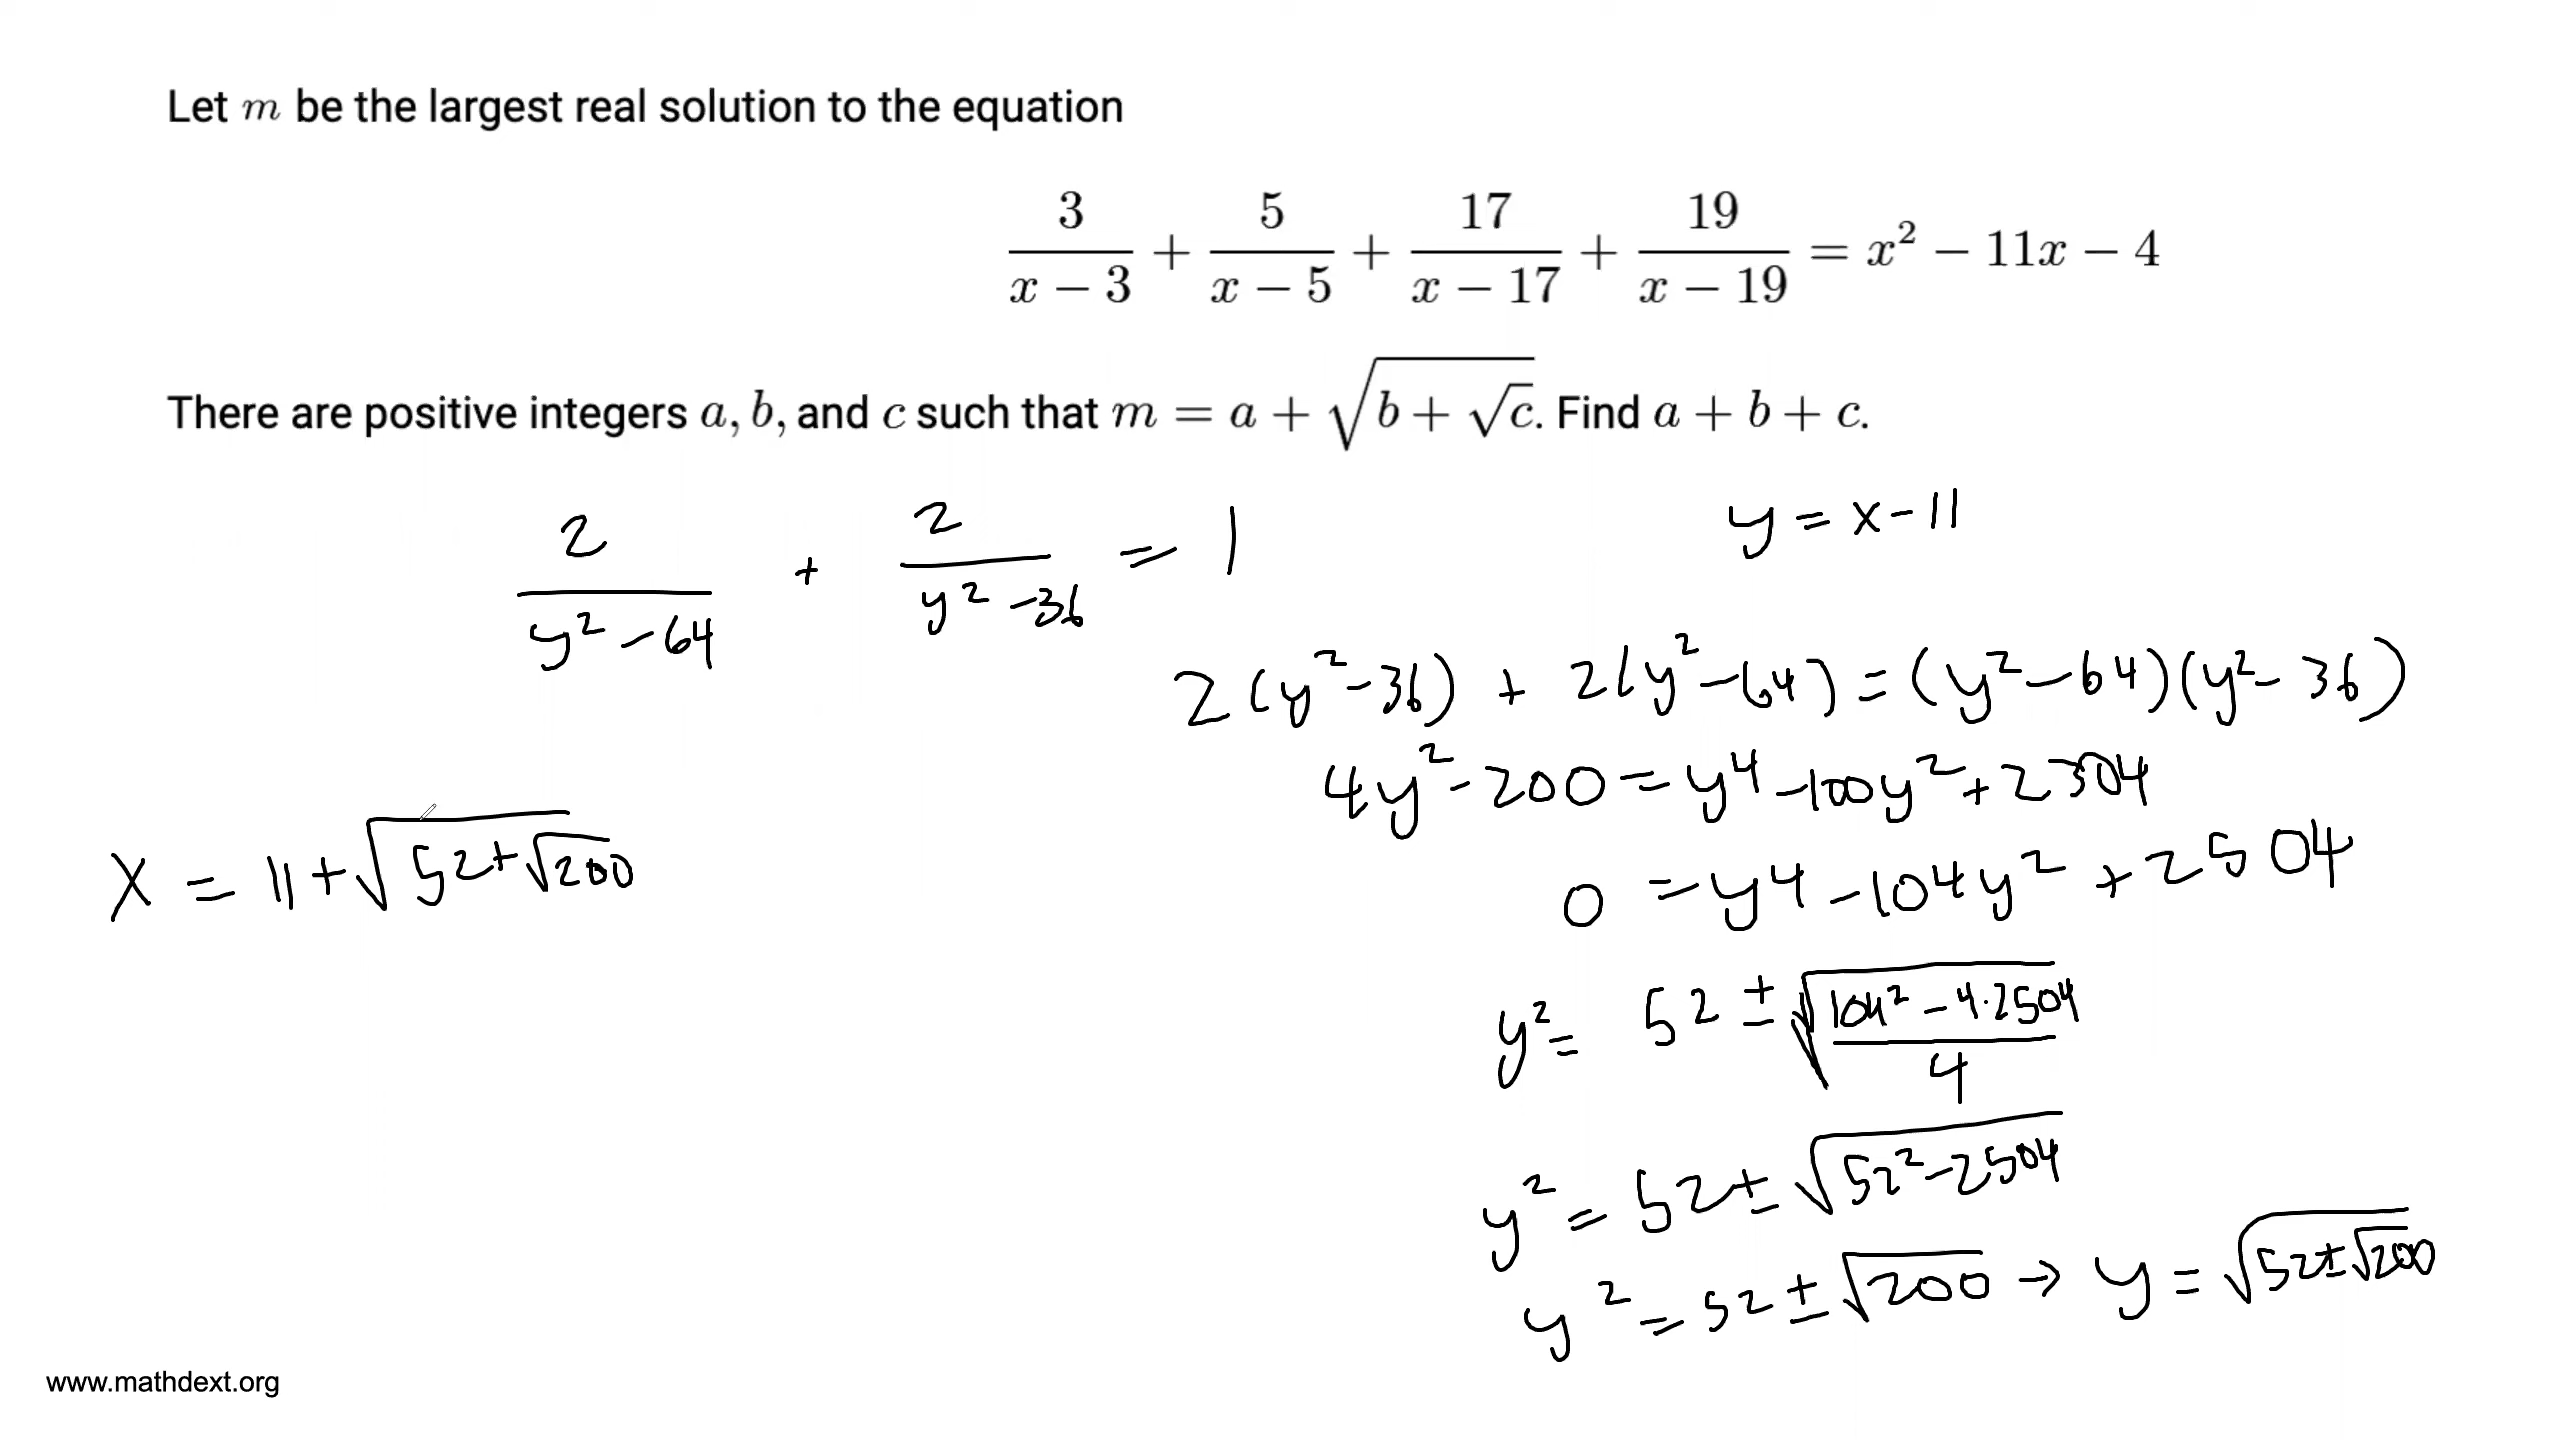 Let m be the largest real solution to the equation
3/(x − 3) + 5/(x − 5) + 17/(x − 17) + 19/(x − 19) = x² − 11x − 4
There are positive integers a, b, and c such that m = a + √(b + √c). Find a + b + c.
2/(y² − 64) + 2/(y² − 36) = 1
y = x − 11
2(y² − 36) + 2(y² − 64) = (y² − 64)(y² − 36)
4y² − 200 = y⁴ − 100y² + 2304
x = 11 + √(52 + √200)
0 = y⁴ − 104y² + 2504
y² = 52 ± √((104² − 4·2504)/4)
y² = 52 ± √(52² − 2504)
y² = 52 ± √200 → y = √(52 ± √200)
www.mathdext.org